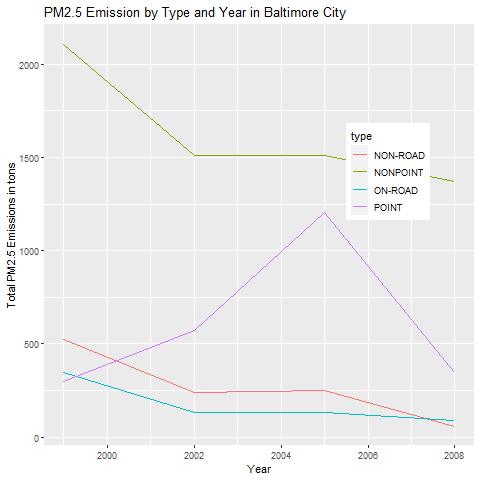 PM2.5 Emission by Type and Year in Baltimore City
Total PM2.5 Emissions in tons
2000
1500
1000
500
0
type
NON-ROAD
NONPOINT
ON-ROAD
POINT
2000 2002 2004 2006 2008
Year